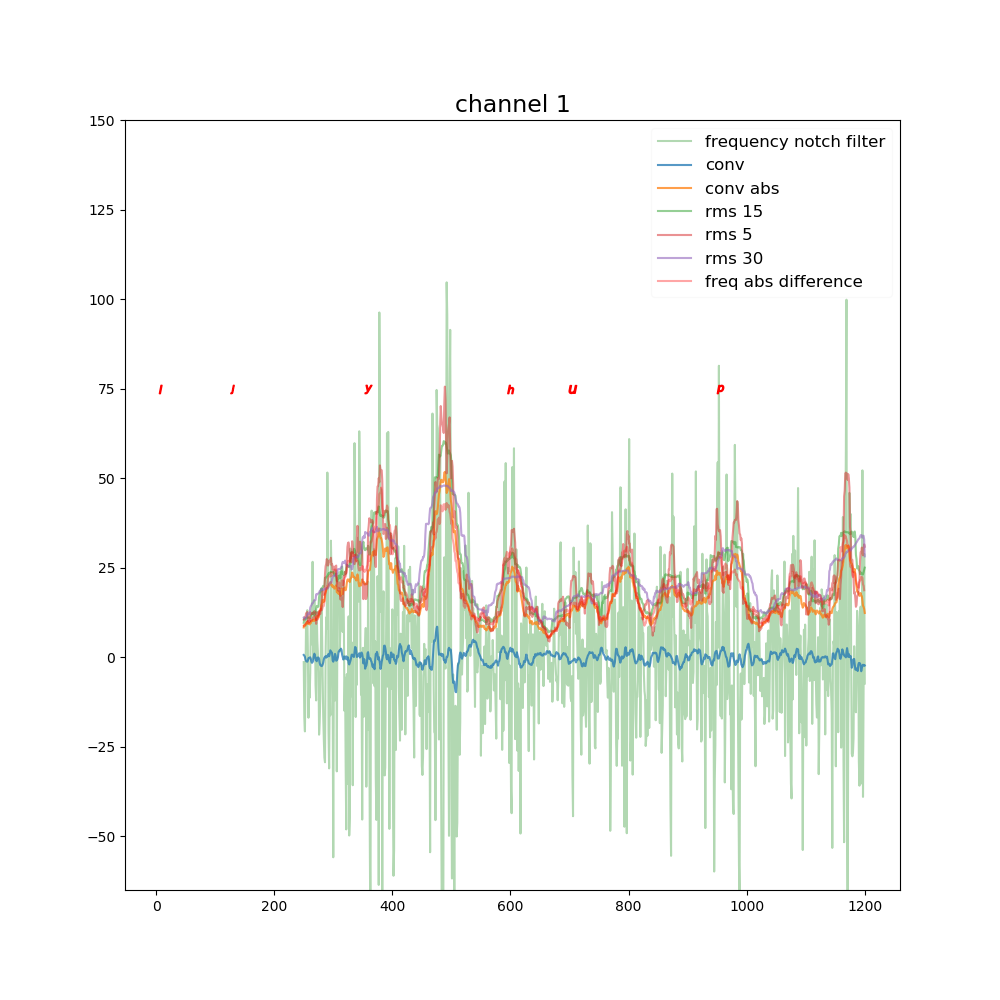 channel 1
150
125
100
75
50
25
0
−25
−50
frequency notch filter
conv
conv abs
rms 15
rms 5
rms 30
freq abs difference
l j y h u p
0 200 400 600 800 1000 1200